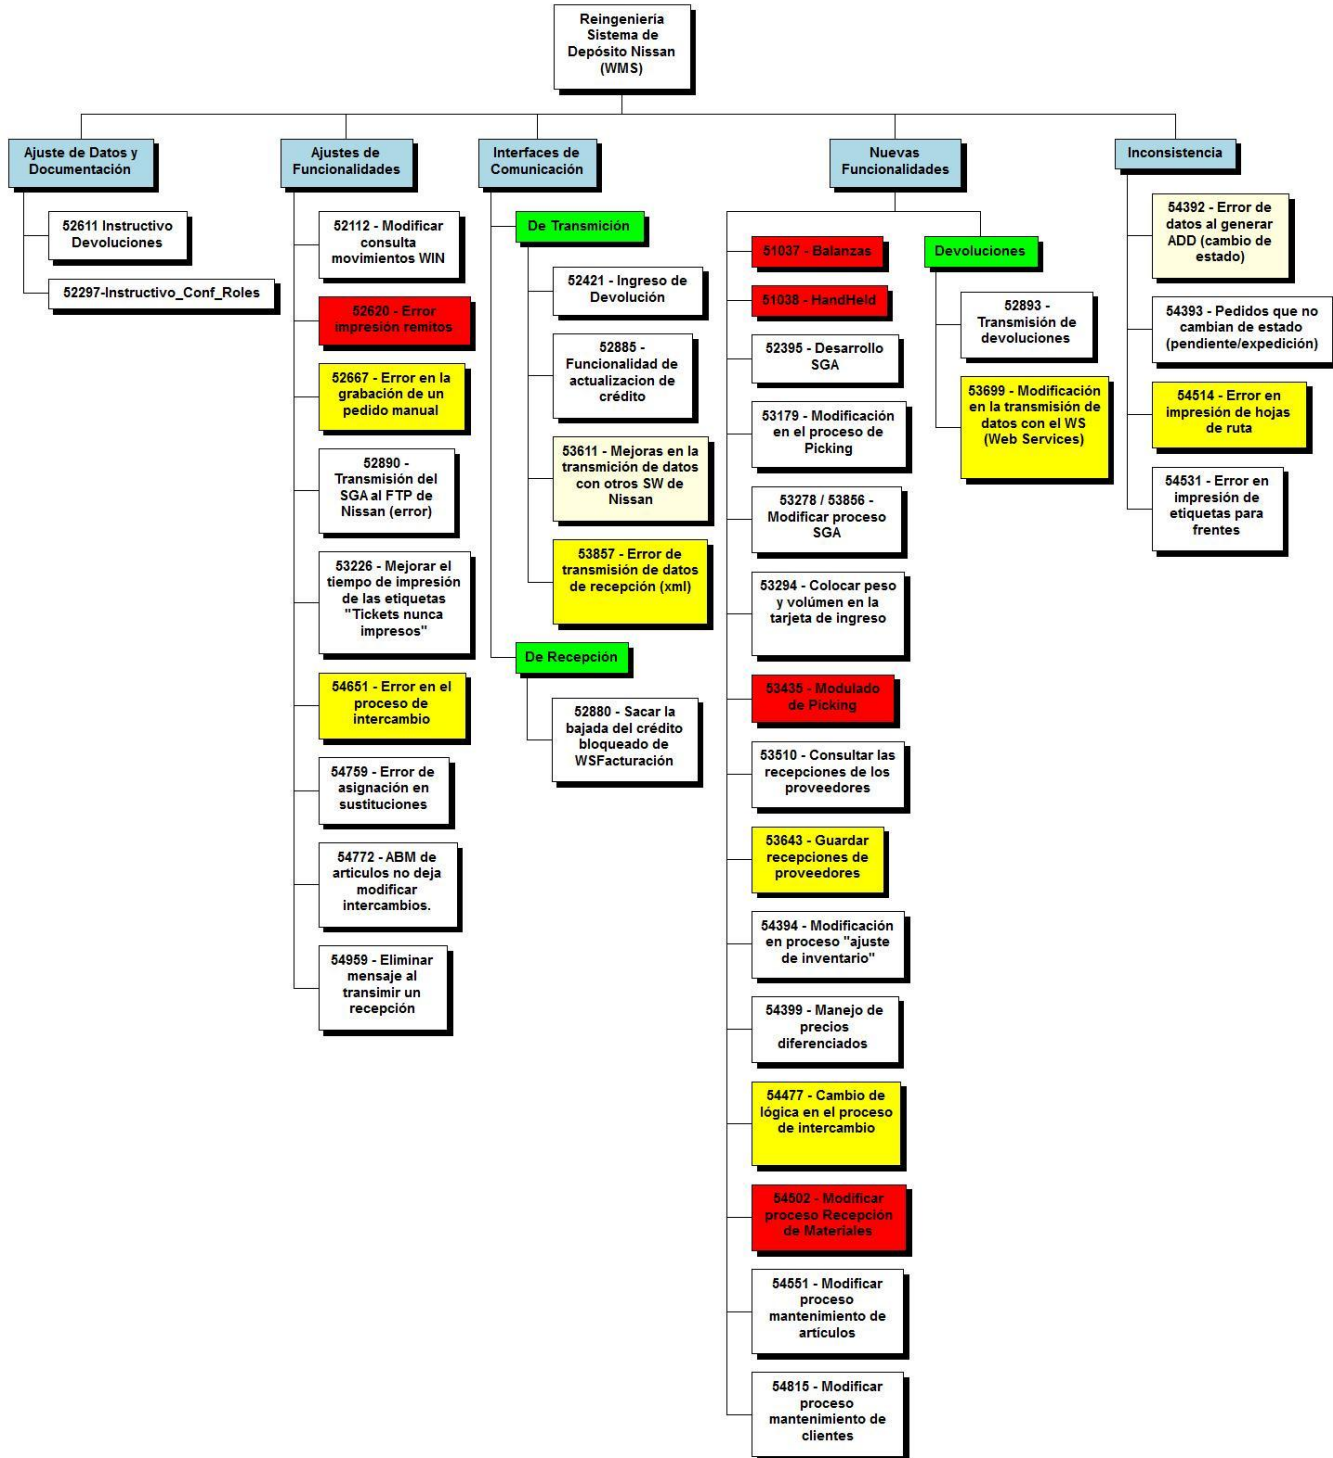 Reingeniería
Sistema de
Depósito Nissan
(WMS)
Ajuste de Datos y
Documentación
52611 Instructivo
Devoluciones
52297-Instructivo_Conf_Roles
Ajustes de
Funcionalidades
52112 - Modificar
consulta
movimientos WIN
52620 - Error
impresión remitos
52667 - Error en la
grabación de un
pedido manual
52890 -
Transmisión del
SGA al FTP de
Nissan (error)
53226 - Mejorar el
tiempo de impresión
de las etiquetas
"Tickets nunca
impresos"
54651 - Error en el
proceso de
intercambio
54759 - Error de
asignación en
sustituciones
54772 - ABM de
articulos no deja
modificar
intercambios.
54959 - Eliminar
mensaje al
transimir un
recepción
Interfaces de
Comunicación
De Transmición
52421 - Ingreso de
Devolución
52885 -
Funcionalidad de
actualizacion de
crédito
53611 - Mejoras en la
transmición de datos
con otros SW de
Nissan
53857 - Error de
transmisión de datos
de recepción (xml)
De Recepción
52880 - Sacar la
bajada del crédito
bloqueado de
WSFacturación
Nuevas
Funcionalidades
51037 - Balanzas
51038 - HandHeld
52395 - Desarrollo
SGA
53179 - Modificación
en el proceso de
Picking
53278 / 53856 -
Modificar proceso
SGA
53294 - Colocar peso
y volúmen en la
tarjeta de ingreso
53435 - Modulado
de Picking
53510 - Consultar las
recepciones de los
proveedores
53643 - Guardar
recepciones de
proveedores
54394 - Modificación
en proceso "ajuste
de inventario"
54399 - Manejo de
precios
diferenciados
54477 - Cambio de
lógica en el proceso
de intercambio
54502 - Modificar
proceso Recepción
de Materiales
54551 - Modificar
proceso
mantenimiento de
artículos
54815 - Modificar
proceso
mantenimiento de
clientes
Devoluciones
52893 -
Transmisión de
devoluciones
53699 - Modificación
en la transmisión de
datos con el WS
(Web Services)
Inconsistencia
54392 - Error de
datos al generar
ADD (cambio de
estado)
54393 - Pedidos que no
cambian de estado
(pendiente/expedición)
54514 - Error en
impresión de hojas
de ruta
54531 - Error en
impresión de
etiquetas para
frentes